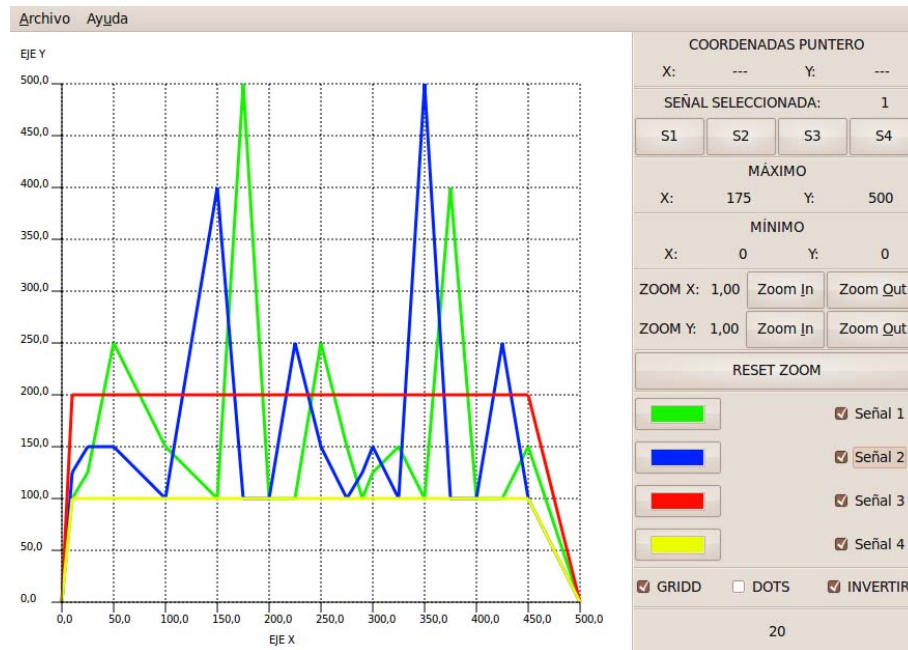 Archivo Ayuda
EJE Y
500,0
450,0
400,0
350,0
300,0
250,0
200,0
150,0
100,0
50,0
0,0
0,0 50,0 100,0 150,0 200,0 250,0 300,0 350,0 400,0 450,0 500,0
EJE X
COORDENADAS PUNTERO
X: --- Y: ---
SEÑAL SELECCIONADA: 1
S1 S2 S3 S4
MÁXIMO
X: 175 Y: 500
MÍNIMO
X: 0 Y: 0
ZOOM X: 1,00 Zoom In Zoom Out
ZOOM Y: 1,00 Zoom In Zoom Out
RESET ZOOM
Señal 1
Señal 2
Señal 3
Señal 4
GRIDD DOTS INVERTIR
20